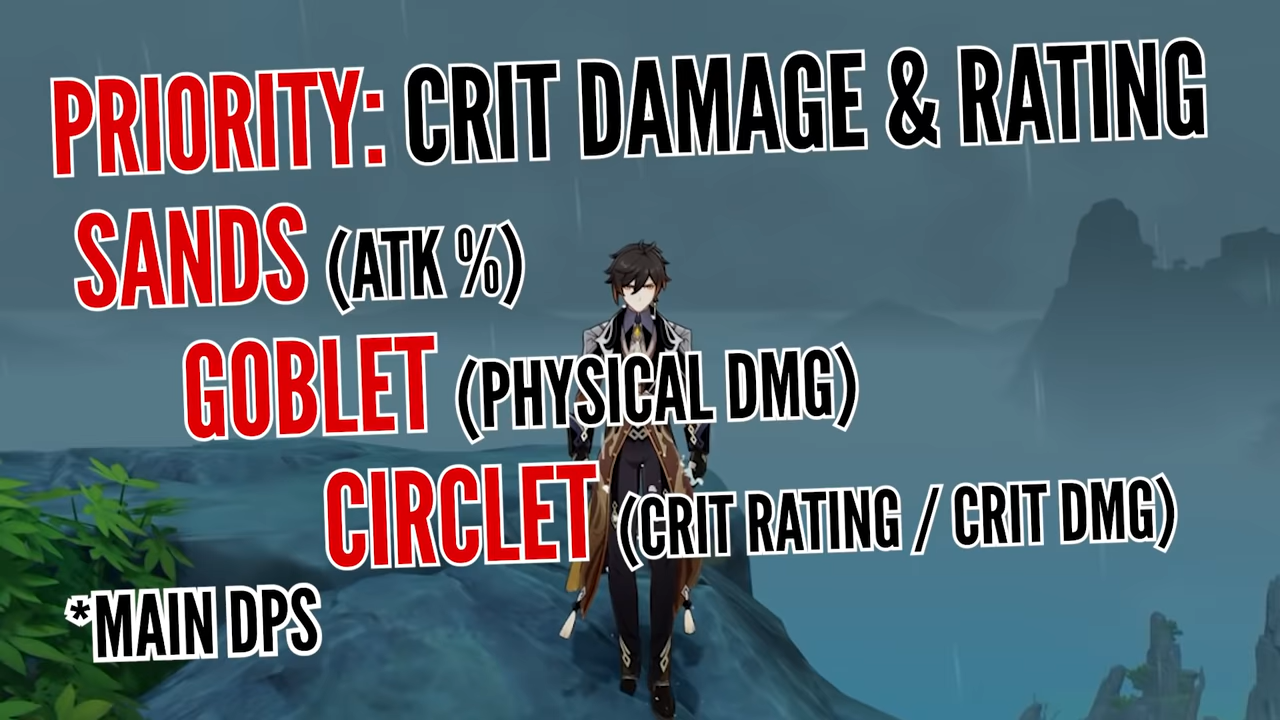 PRIORITY: CRIT DAMAGE & RATING
SANDS (ATK %)
GOBLET (PHYSICAL DMG)
CIRCLET (CRIT RATING / CRIT DMG)
*MAIN DPS